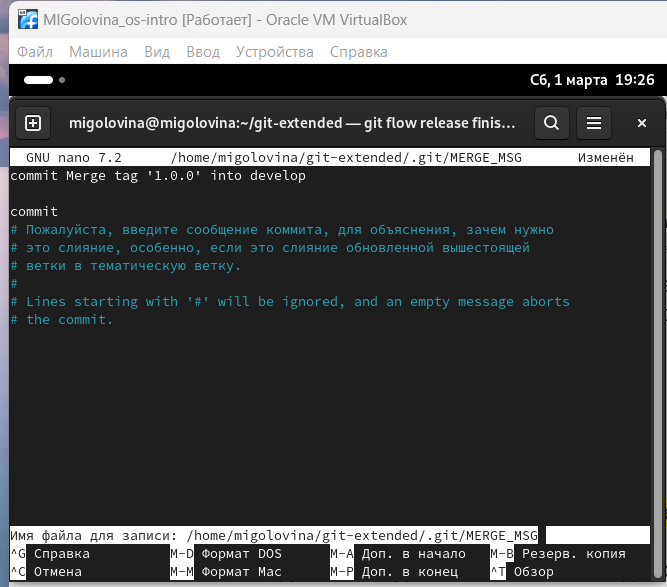 MIGolovina_os-intro [Работает] - Oracle VM VirtualBox
Файл Машина Вид Ввод Устройства Справка
Сб, 1 марта 19:26
migolovina@migolovina:~/git-extended — git flow release finis...
GNU nano 7.2 /home/migolovina/git-extended/.git/MERGE_MSG Изменён
commit Merge tag '1.0.0' into develop
commit
# Пожалуйста, введите сообщение коммита, для объяснения, зачем нужно
# это слияние, особенно, если это слияние обновленной вышестоящей
# ветки в тематическую ветку.
#
# Lines starting with '#' will be ignored, and an empty message aborts
# the commit.
Имя файла для записи: /home/migolovina/git-extended/.git/MERGE_MSG
^G Справка M-D Формат DOS M-A Доп. в начало M-B Резерв. копия
^C Отмена M-M Формат Mac M-P Доп. в конец ^T Обзор